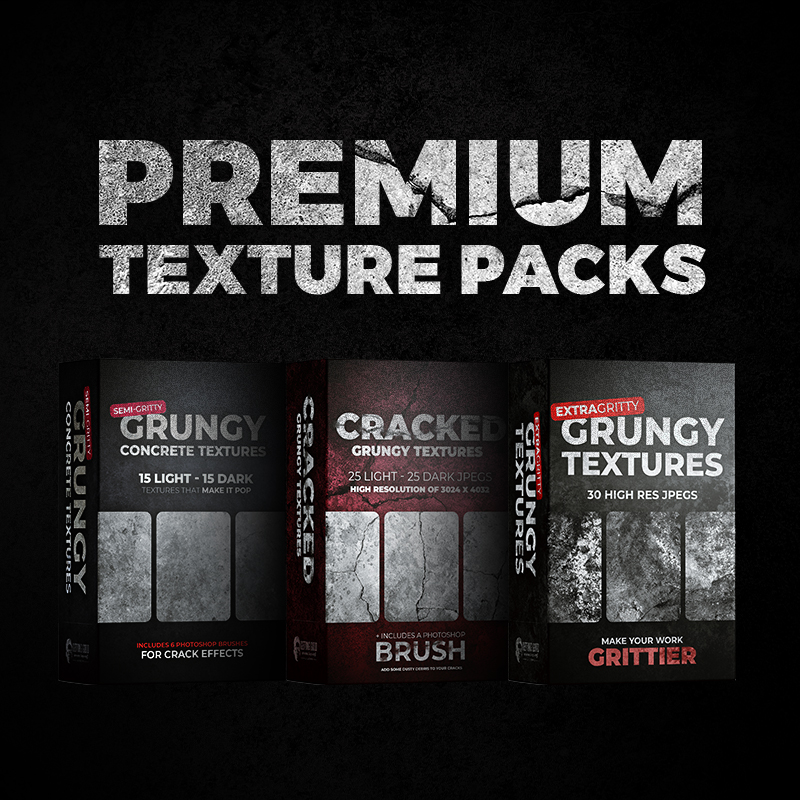 PREMIUM
TEXTURE PACKS
SEMI-GRITTY
GRUNGY
CONCRETE TEXTURES
SEMI-GRITTY
GRUNGY
CONCRETE TEXTURES
15 LIGHT - 15 DARK
TEXTURES THAT MAKE IT POP
INCLUDES 6 PHOTOSHOP BRUSHES
FOR CRACK EFFECTS
CRACKED
GRUNGY TEXTURES
CRACKED
GRUNGY TEXTURES
25 LIGHT - 25 DARK JPEGS
HIGH RESOLUTION OF 3024 X 4032
+ INCLUDES A PHOTOSHOP
BRUSH
ADD SOME DUSTY DEBRIS TO YOUR CRACKS
EXTRAGRITTY
GRUNGY
TEXTURES
EXTRAGRITTY
GRUNGY
TEXTURES
30 HIGH RES JPEGS
MAKE YOUR WORK
GRITTIER